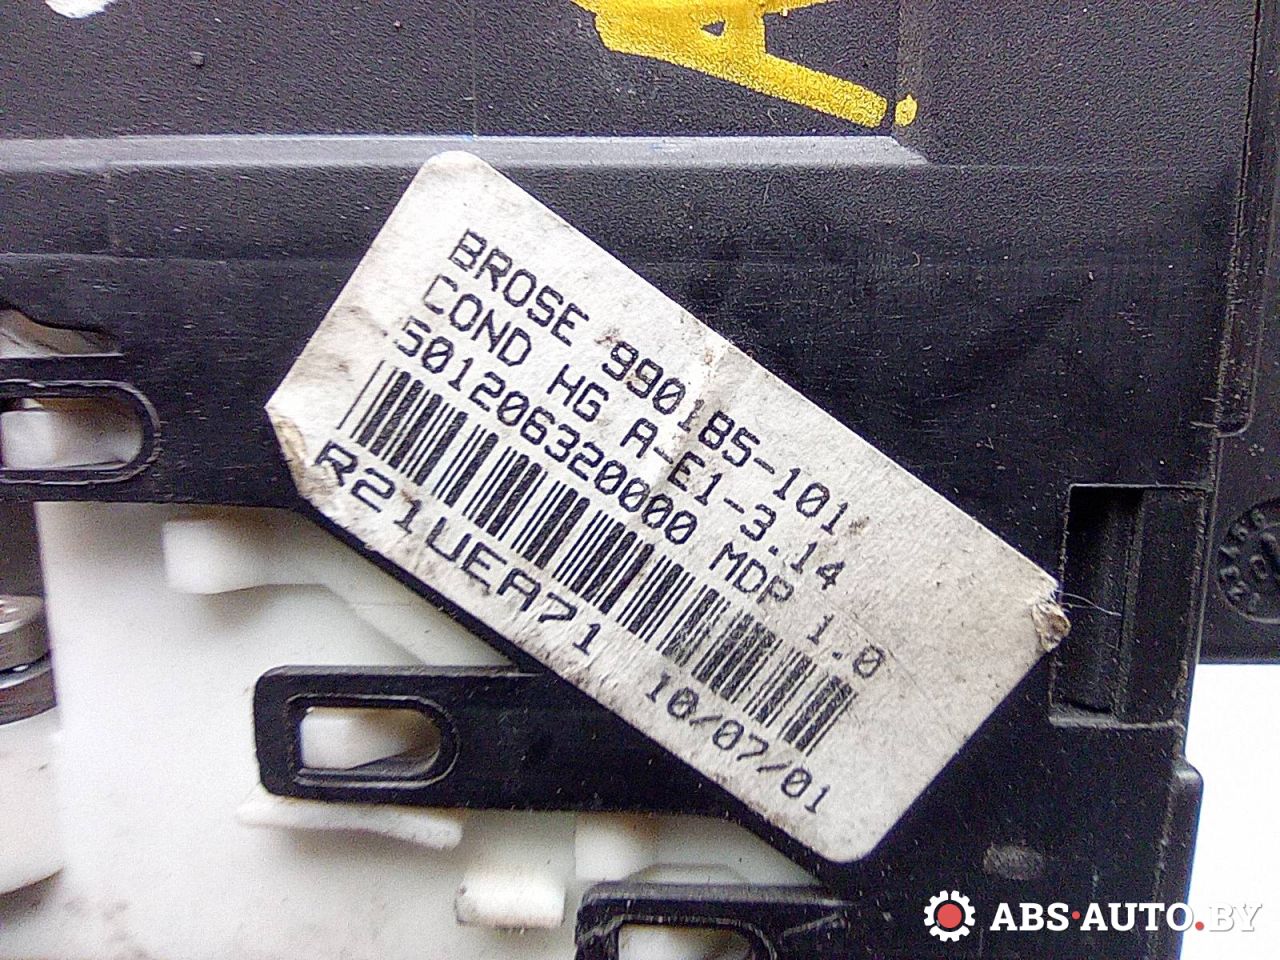 BROSE 990185-101
COND HG A-E1-3.14
501206320000 MDP 1.0
R21UEA71 10/07/01
ABS·AUTO.BY